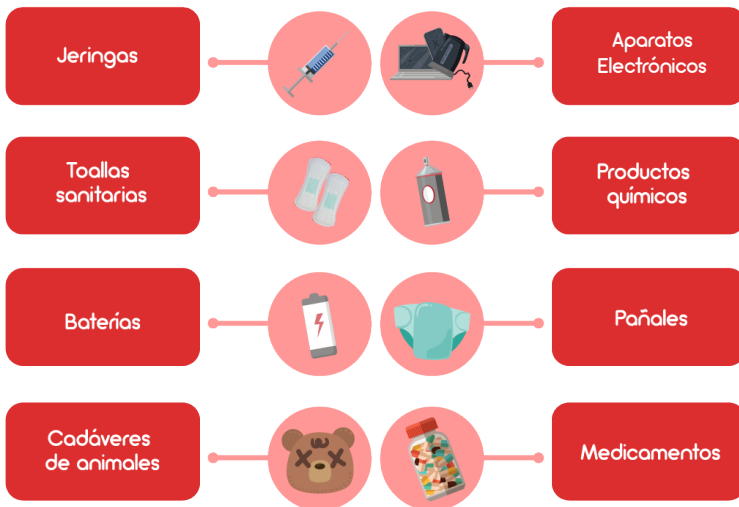 Jeringas
Aparatos
Electrónicos
Toallas
sanitarias
Productos
químicos
Baterías
Pañales
Cadáveres
de animales
Medicamentos